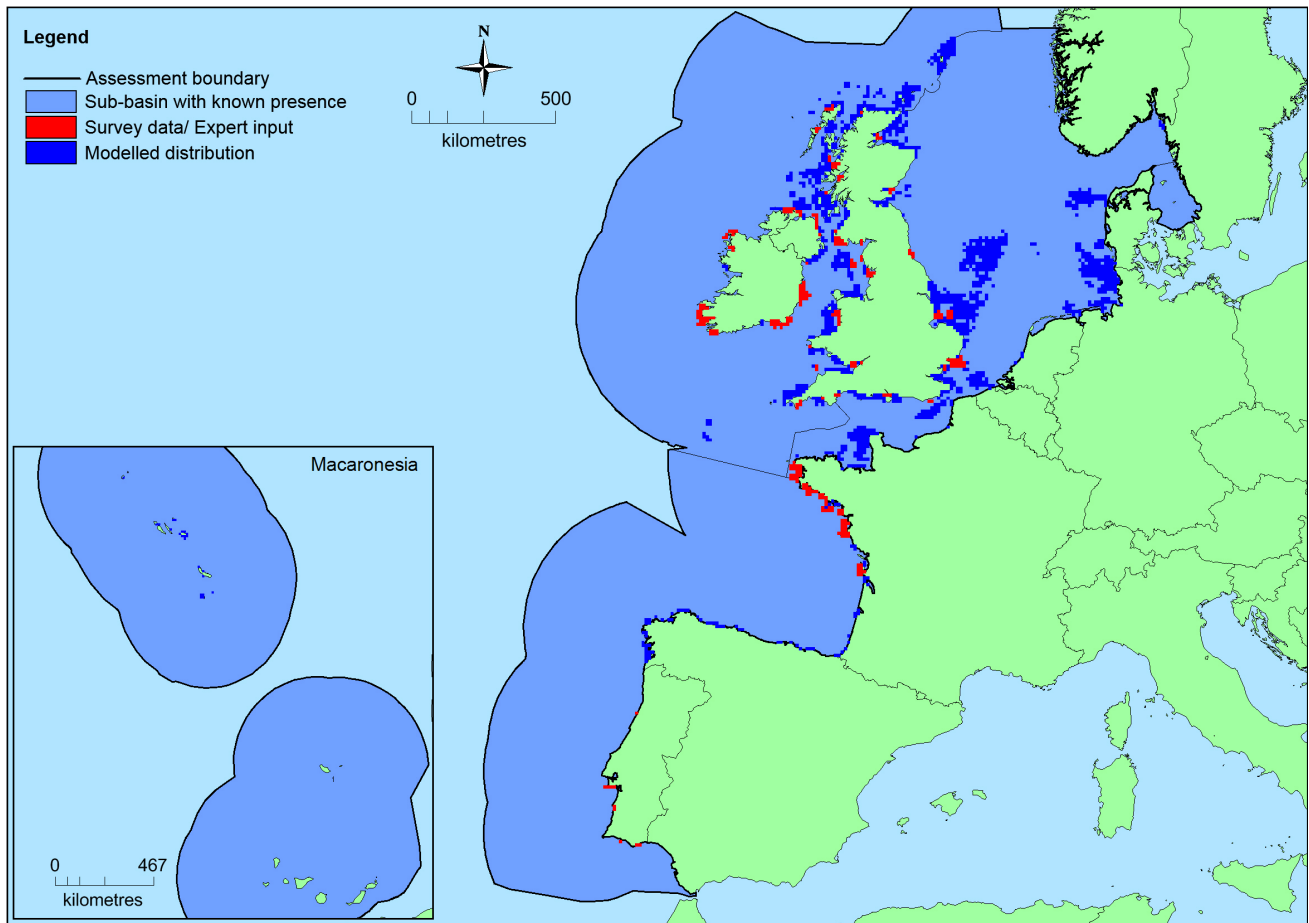 Legend
Assessment boundary
Sub-basin with known presence
Survey data/ Expert input
Modelled distribution
N
0 500
kilometres
Macaronesia
0 467
kilometres